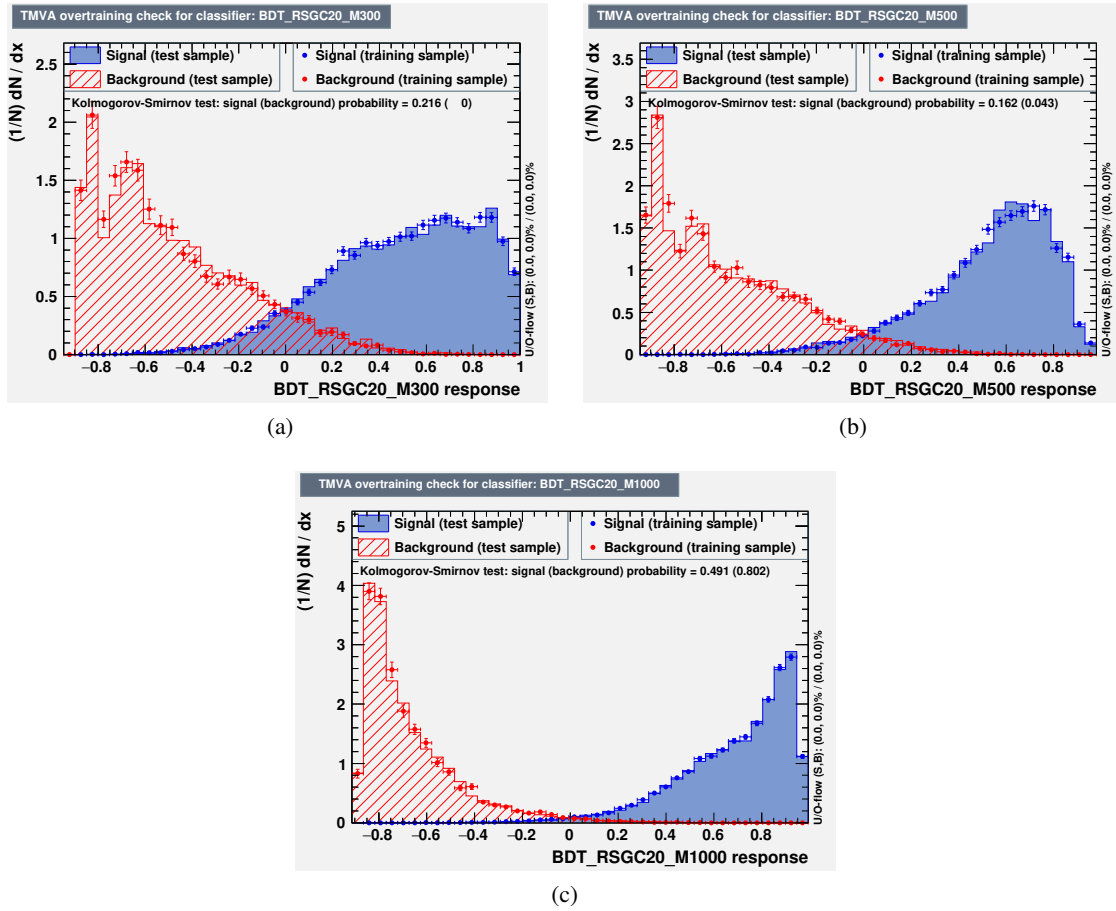 TMVA overtraining check for classifier: BDT_RSGC20_M300
Signal (test sample)
Background (test sample)
Signal (training sample)
Background (training sample)
Kolmogorov-Smirnov test: signal (background) probability = 0.216 ( 0)
(1/N) dN / dx
2.5
2
1.5
1
0.5
0
−0.8 −0.6 −0.4 −0.2 0 0.2 0.4 0.6 0.8 1
BDT_RSGC20_M300 response
U/O-flow (S,B): (0.0, 0.0)% / (0.0, 0.0)%
(a)
TMVA overtraining check for classifier: BDT_RSGC20_M500
Signal (test sample)
Background (test sample)
Signal (training sample)
Background (training sample)
Kolmogorov-Smirnov test: signal (background) probability = 0.162 (0.043)
(1/N) dN / dx
3.5
3
2.5
2
1.5
1
0.5
0
−0.8 −0.6 −0.4 −0.2 0 0.2 0.4 0.6 0.8
BDT_RSGC20_M500 response
U/O-flow (S,B): (0.0, 0.0)% / (0.0, 0.0)%
(b)
TMVA overtraining check for classifier: BDT_RSGC20_M1000
Signal (test sample)
Background (test sample)
Signal (training sample)
Background (training sample)
Kolmogorov-Smirnov test: signal (background) probability = 0.491 (0.802)
(1/N) dN / dx
5
4
3
2
1
0
−0.8 −0.6 −0.4 −0.2 0 0.2 0.4 0.6 0.8
BDT_RSGC20_M1000 response
U/O-flow (S,B): (0.0, 0.0)% / (0.0, 0.0)%
(c)